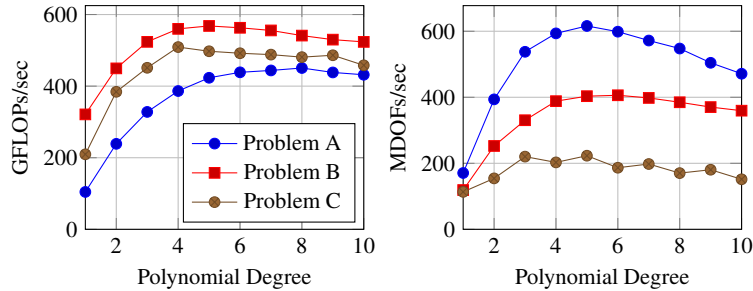 GFLOPs/sec
600
400
200
0
2 4 6 8 10
Polynomial Degree
Problem A
Problem B
Problem C
MDOFs/sec
600
400
200
0
2 4 6 8 10
Polynomial Degree